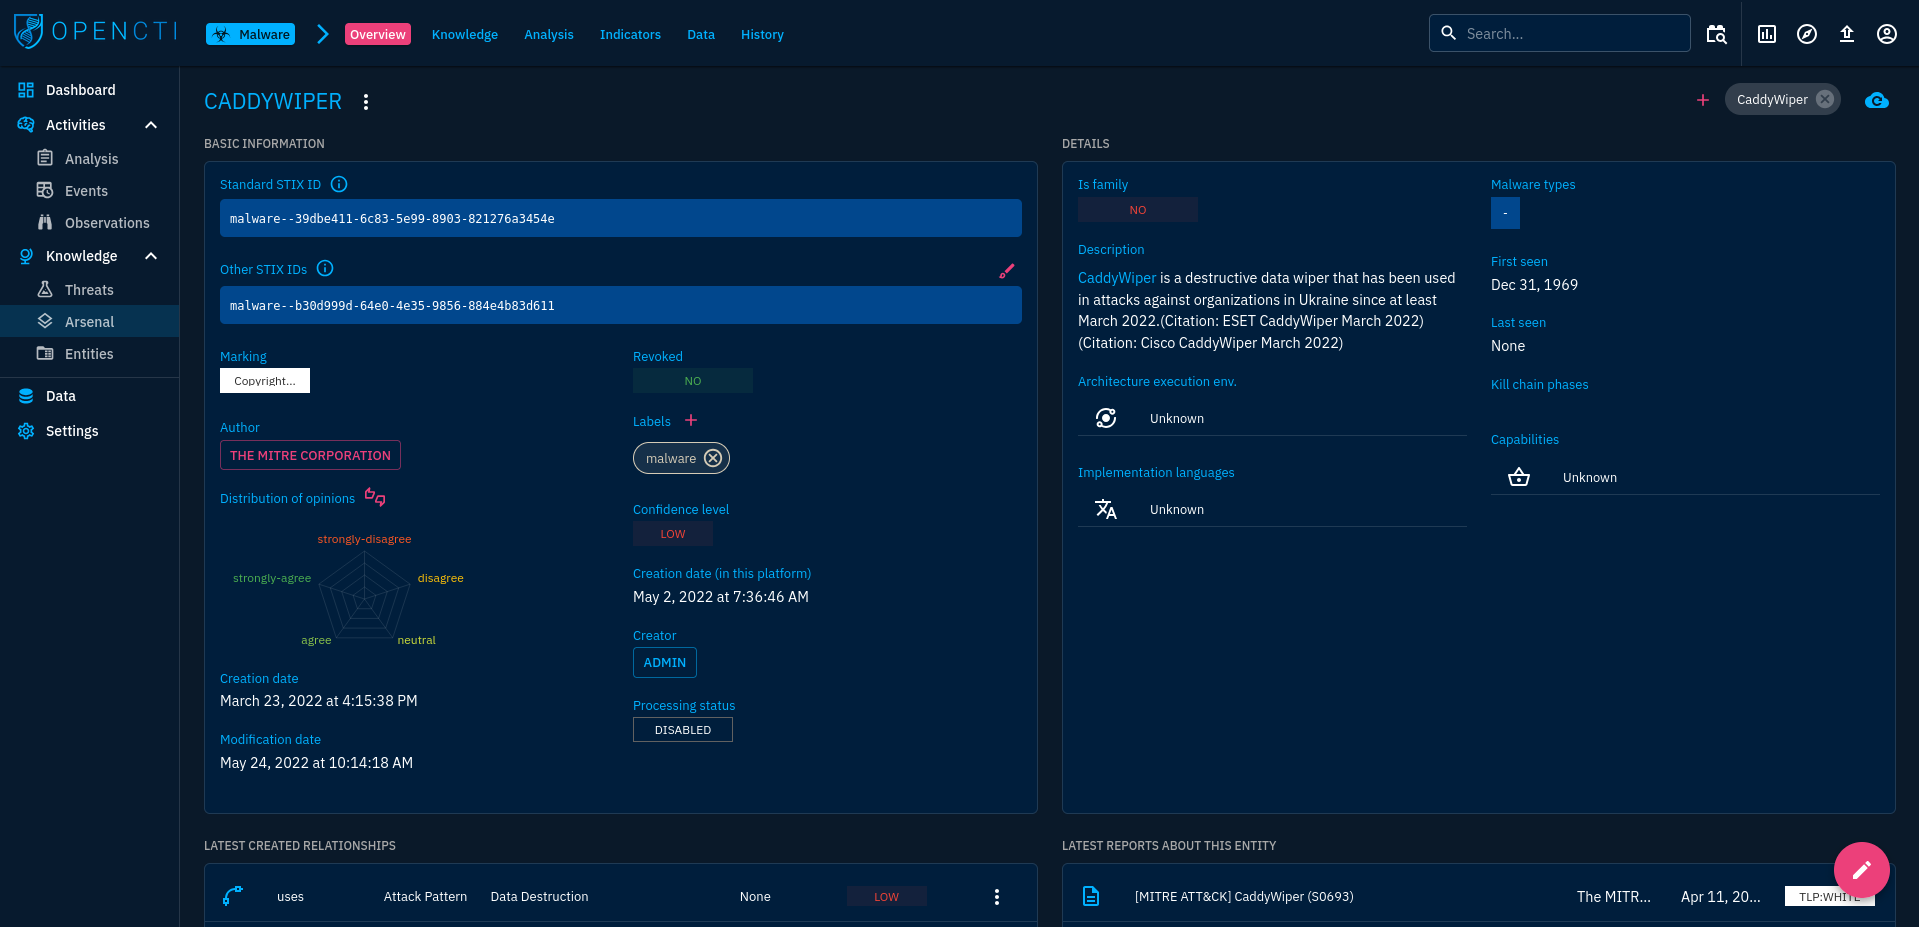 OPENCTI
Malware
Overview
Knowledge
Analysis
Indicators
Data
History
Search...
Dashboard
Activities
Analysis
Events
Observations
Knowledge
Threats
Arsenal
Entities
Data
Settings
CADDYWIPER
CaddyWiper
BASIC INFORMATION
Standard STIX ID
malware--39dbe411-6c83-5e99-8903-821276a3454e
Other STIX IDs
malware--b30d999d-64e0-4e35-9856-884e4b83d611
Marking
Copyright...
Revoked
NO
Author
THE MITRE CORPORATION
Labels
malware
Distribution of opinions
strongly-disagree
strongly-agree
disagree
agree
neutral
Confidence level
LOW
Creation date (in this platform)
May 2, 2022 at 7:36:46 AM
Creator
ADMIN
Creation date
March 23, 2022 at 4:15:38 PM
Processing status
DISABLED
Modification date
May 24, 2022 at 10:14:18 AM
DETAILS
Is family
NO
Malware types
-
Description
CaddyWiper is a destructive data wiper that has been used
in attacks against organizations in Ukraine since at least
March 2022.(Citation: ESET CaddyWiper March 2022)
(Citation: Cisco CaddyWiper March 2022)
First seen
Dec 31, 1969
Last seen
None
Architecture execution env.
Unknown
Kill chain phases
Implementation languages
Unknown
Capabilities
Unknown
LATEST CREATED RELATIONSHIPS
uses Attack Pattern Data Destruction None LOW
LATEST REPORTS ABOUT THIS ENTITY
[MITRE ATT&CK] CaddyWiper (S0693) The MITR... Apr 11, 20... TLP:WHITE